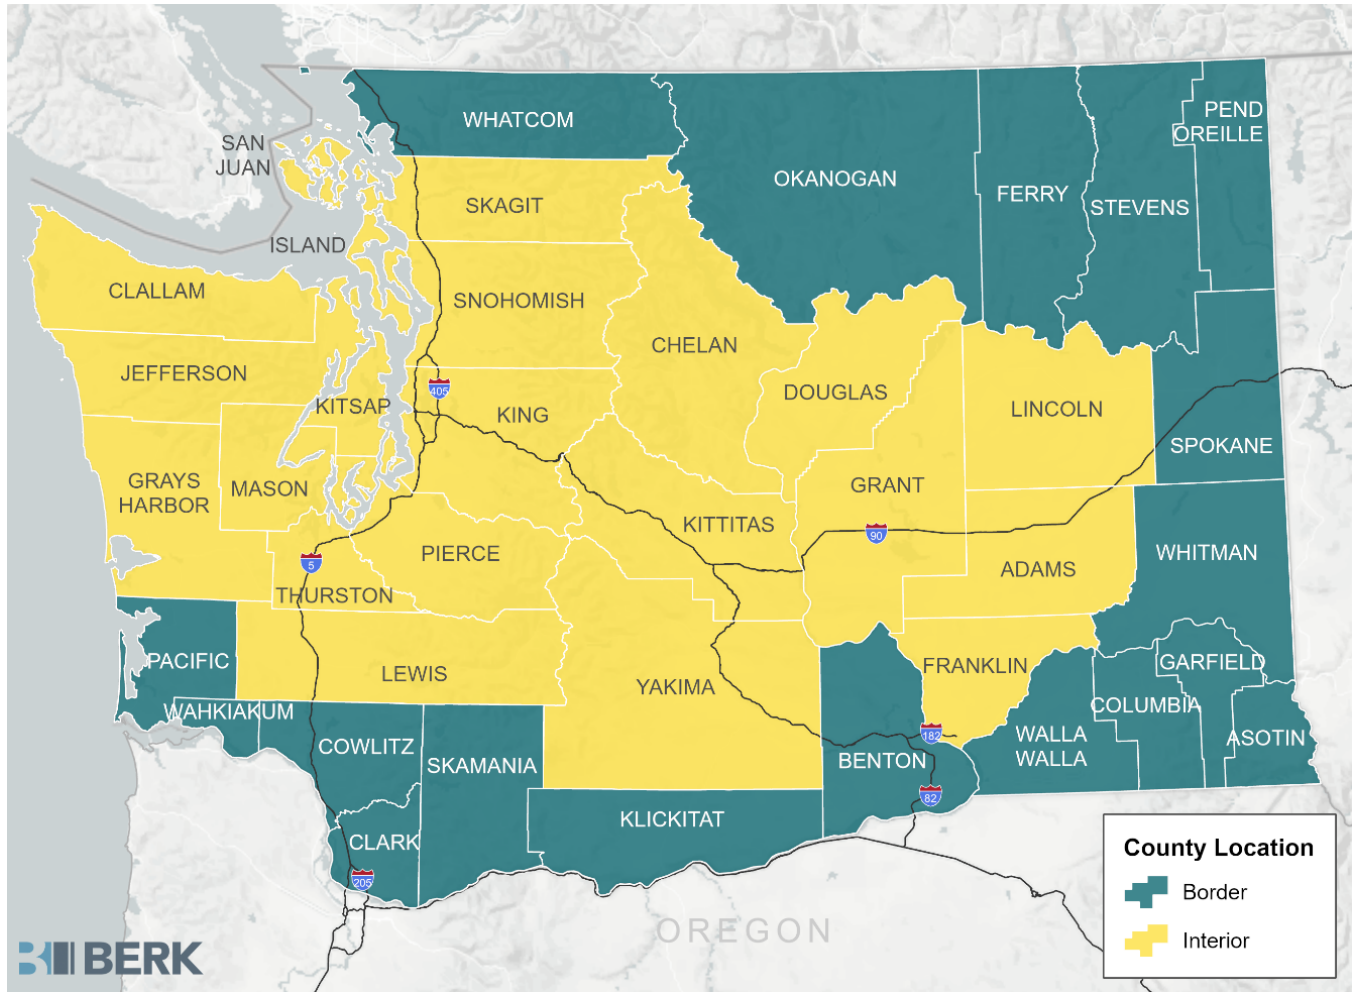 WHATCOM
PEND
OREILLE
SAN
JUAN
OKANOGAN
FERRY
STEVENS
SKAGIT
ISLAND
CLALLAM
SNOHOMISH
CHELAN
JEFFERSON
KITSAP
405
KING
DOUGLAS
LINCOLN
SPOKANE
GRAYS
HARBOR
MASON
GRANT
KITTITAS
90
PIERCE
WHITMAN
5
THURSTON
ADAMS
PACIFIC
LEWIS
YAKIMA
FRANKLIN
GARFIELD
WAHKIAKUM
COLUMBIA
COWLITZ
SKAMANIA
182
WALLA
WALLA
ASOTIN
BENTON
82
KLICKITAT
CLARK
205
OREGON
County Location
Border
Interior
BERK